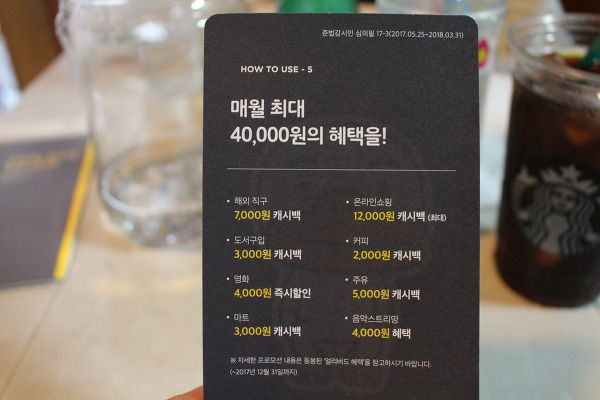 준법감시인 심의필 17-3(2017.05.25~2018.03.31)
HOW TO USE - 5
매월 최대
40,000원의 혜택을!
• 해외 직구
7,000원 캐시백
• 온라인쇼핑
12,000원 캐시백 (최대)
• 도서구입
3,000원 캐시백
• 커피
2,000원 캐시백
• 영화
4,000원 즉시할인
• 주유
5,000원 캐시백
• 마트
3,000원 캐시백
• 음악스트리밍
4,000원 혜택
※ 자세한 프로모션 내용은 동봉된 '얼리버드 혜택'을 참고하시기 바랍니다.
(~2017년 12월 31일까지)